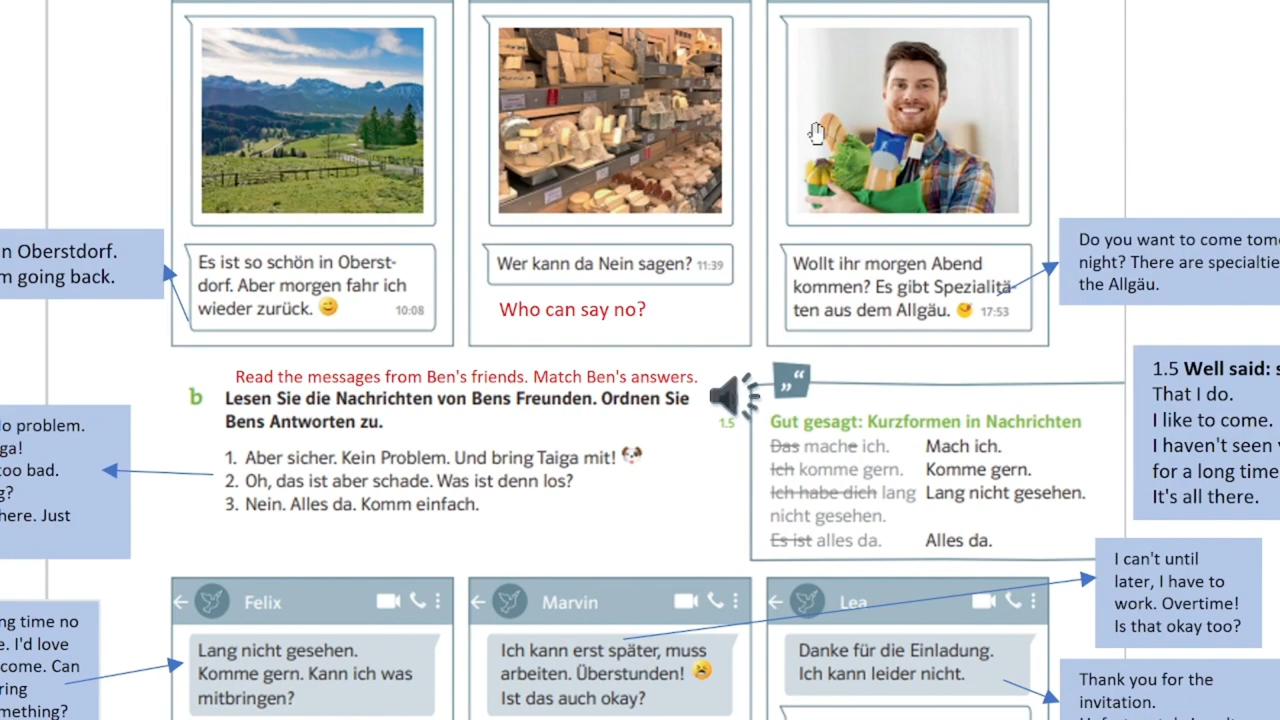 Es ist so schön in Oberst-
dorf. Aber morgen fahr ich
wieder zurück. 😉 10:08
Wer kann da Nein sagen? 11:39
Who can say no?
Wollt ihr morgen Abend
kommen? Es gibt Spezialitä-
ten aus dem Allgäu. 😋 17:53
n Oberstdorf.
m going back.
Do you want to come tom
night? There are specialtie
the Allgäu.
Read the messages from Ben's friends. Match Ben's answers.
b Lesen Sie die Nachrichten von Bens Freunden. Ordnen Sie
Bens Antworten zu.
1.5
1. Aber sicher. Kein Problem. Und bring Taiga mit! 🐶
2. Oh, das ist aber schade. Was ist denn los?
3. Nein. Alles da. Komm einfach.
o problem.
ga!
too bad.
g?
here. Just
„“
Gut gesagt: Kurzformen in Nachrichten
Das mache ich. Mach ich.
Ich komme gern. Komme gern.
Ich habe dich lang Lang nicht gesehen.
nicht gesehen.
Es ist alles da. Alles da.
1.5 Well said: s
That I do.
I like to come.
I haven't seen
for a long time
It's all there.
I can't until
later, I have to
work. Overtime!
Is that okay too?
Felix
Lang nicht gesehen.
Komme gern. Kann ich was
mitbringen?
Marvin
Ich kann erst später, muss
arbeiten. Überstunden! 😫
Ist das auch okay?
Lea
Danke für die Einladung.
Ich kann leider nicht.
ng time no
e. I'd love
come. Can
ring
mething?
Thank you for the
invitation.